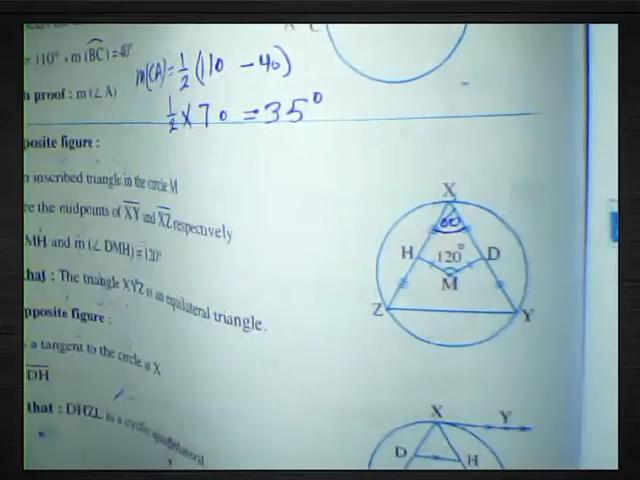 = 110° , m(BC) = 40°
m(CA) = 1/2 (110 - 40)
proof : m(∠ A)
1/2 × 70 = 35°
posite figure :
inscribed triangle in the circle M
re the midpoints of XY and XZ respectively
MH and m(∠ DMH) = 120°
hat : The triangle XYZ is an equilateral triangle.
X
60
H
120°
D
M
Z
Y
pposite figure :
a tangent to the circle at X
DH
that : DHZL is a cyclic quadrilateral
X
Y
D
H